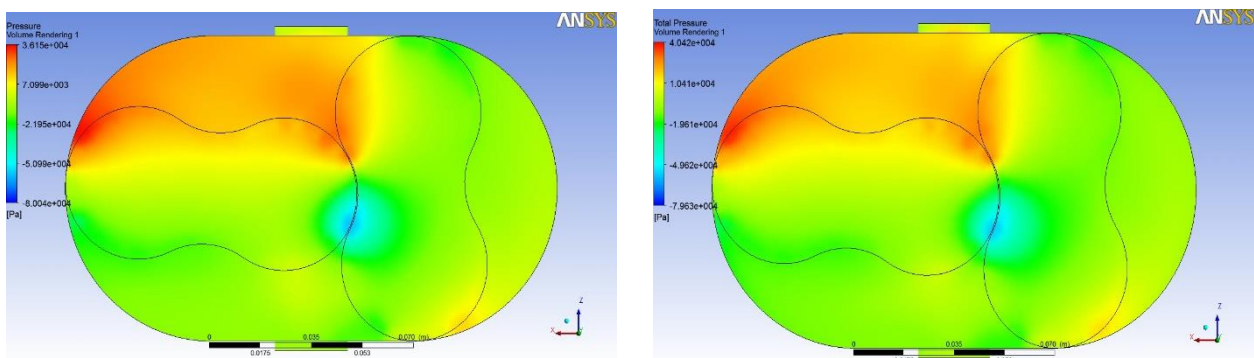 Pressure
Volume Rendering 1
3.615e+004
7.099e+003
-2.195e+004
-5.099e+004
-8.004e+004
[Pa]
ANSYS
0
0.035
0.070 (m)
0.0175
0.053
Z
X
Total Pressure
Volume Rendering 1
4.042e+004
1.041e+004
-1.961e+004
-4.962e+004
-7.963e+004
[Pa]
ANSYS
0
0.035
0.070 (m)
Z
X